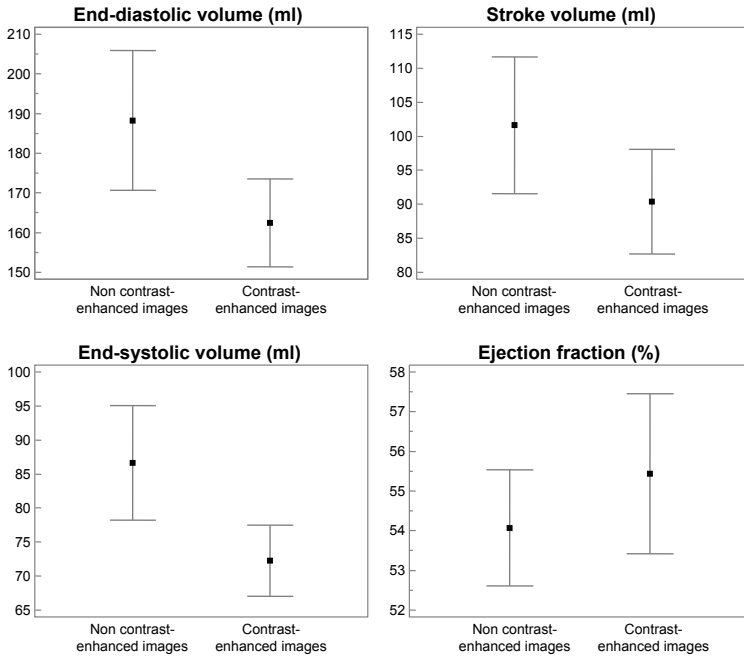 End-diastolic volume (ml)
210
200
190
180
170
160
150
Non contrast-
enhanced images
Contrast-
enhanced images
Stroke volume (ml)
115
110
105
100
95
90
85
80
Non contrast-
enhanced images
Contrast-
enhanced images
End-systolic volume (ml)
100
95
90
85
80
75
70
65
Non contrast-
enhanced images
Contrast-
enhanced images
Ejection fraction (%)
58
57
56
55
54
53
52
Non contrast-
enhanced images
Contrast-
enhanced images